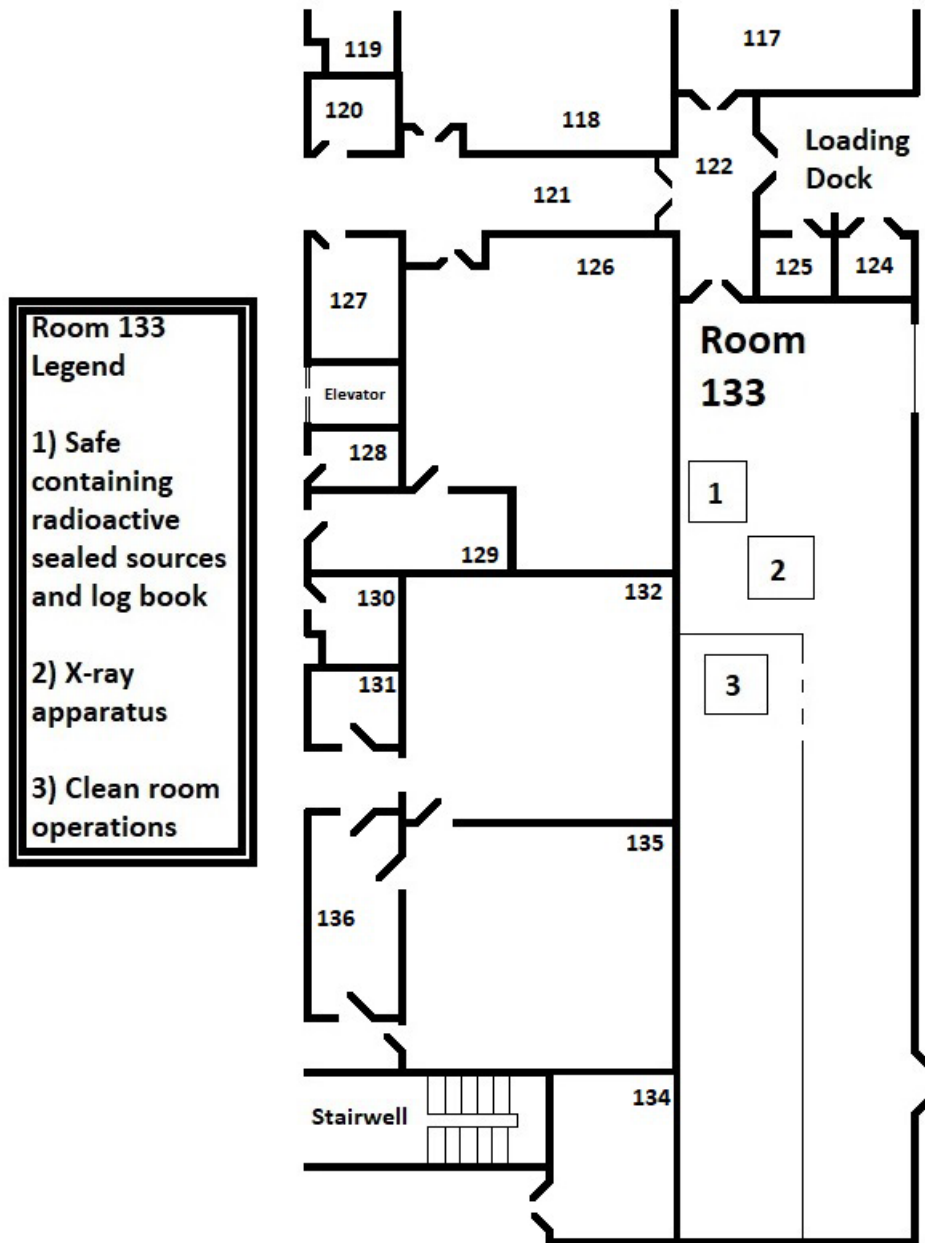 119
117
120
118
Loading
Dock
122
121
126
125
124
127
Room
133
Room 133
Legend
1) Safe
containing
radioactive
sealed sources
and log book
2) X-ray
apparatus
3) Clean room
operations
Elevator
128
1
129
2
130
132
131
3
135
136
134
Stairwell